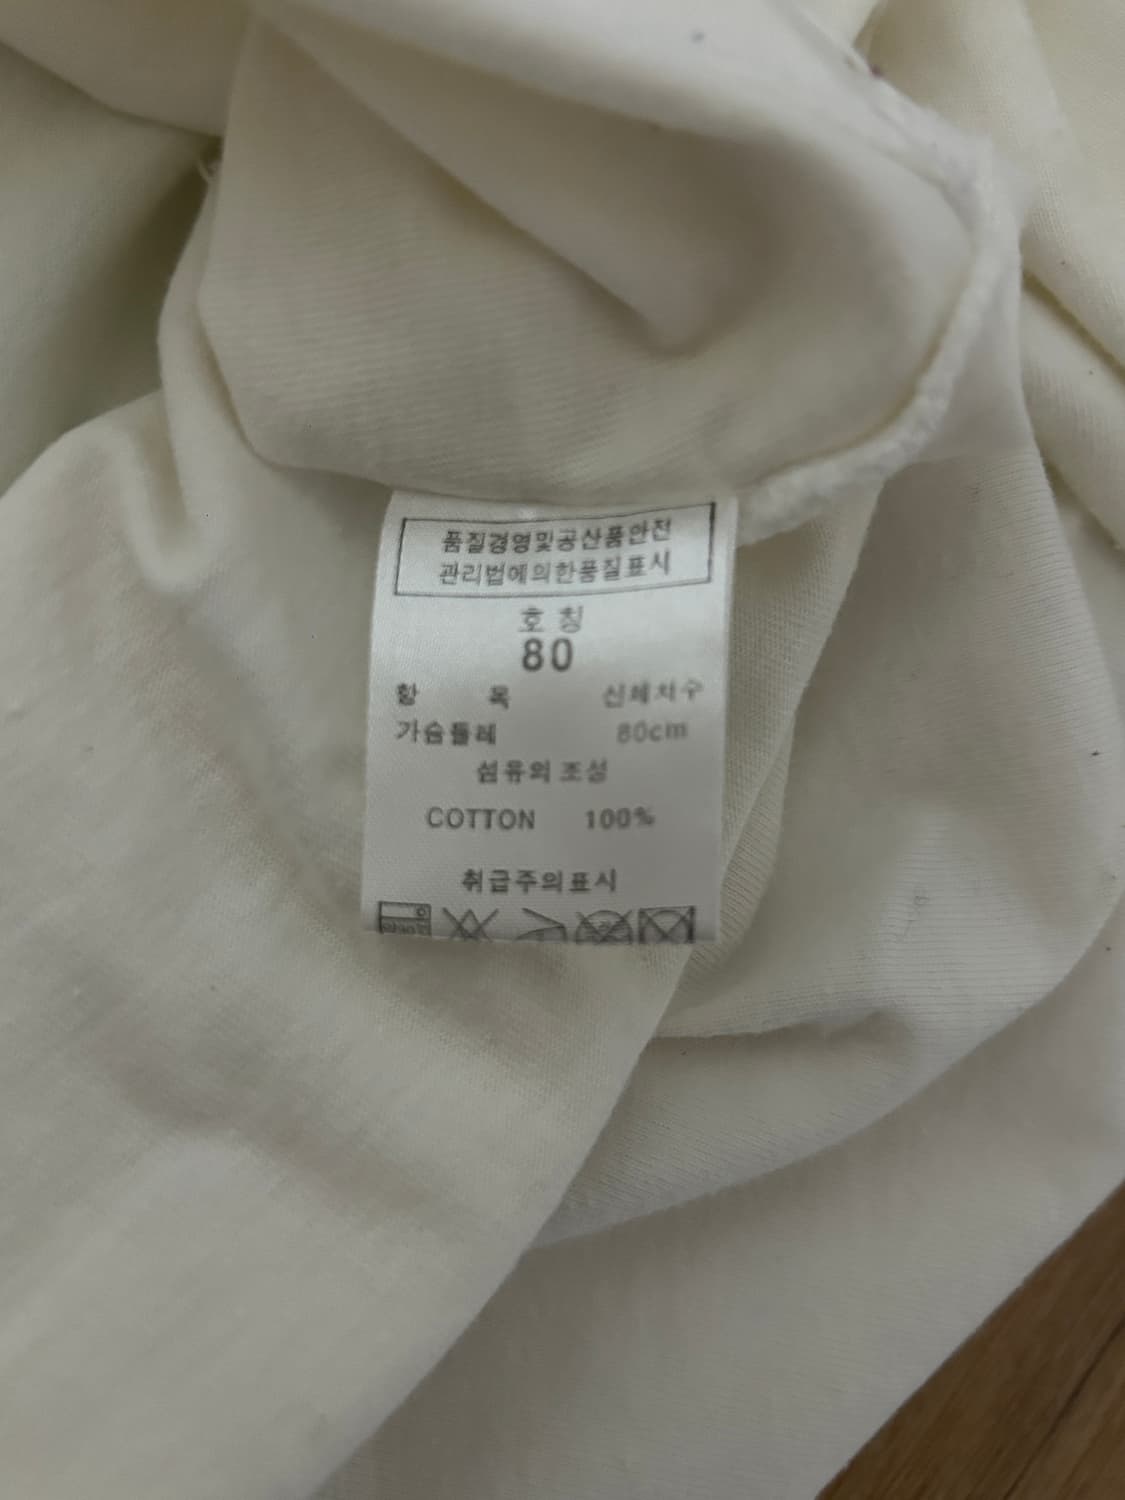 품질경영및공산품안전
관리법에의한품질표시
호 칭
80
항 목 신체치수
가슴둘레 80cm
섬유의 조성
COTTON 100%
취급주의표시